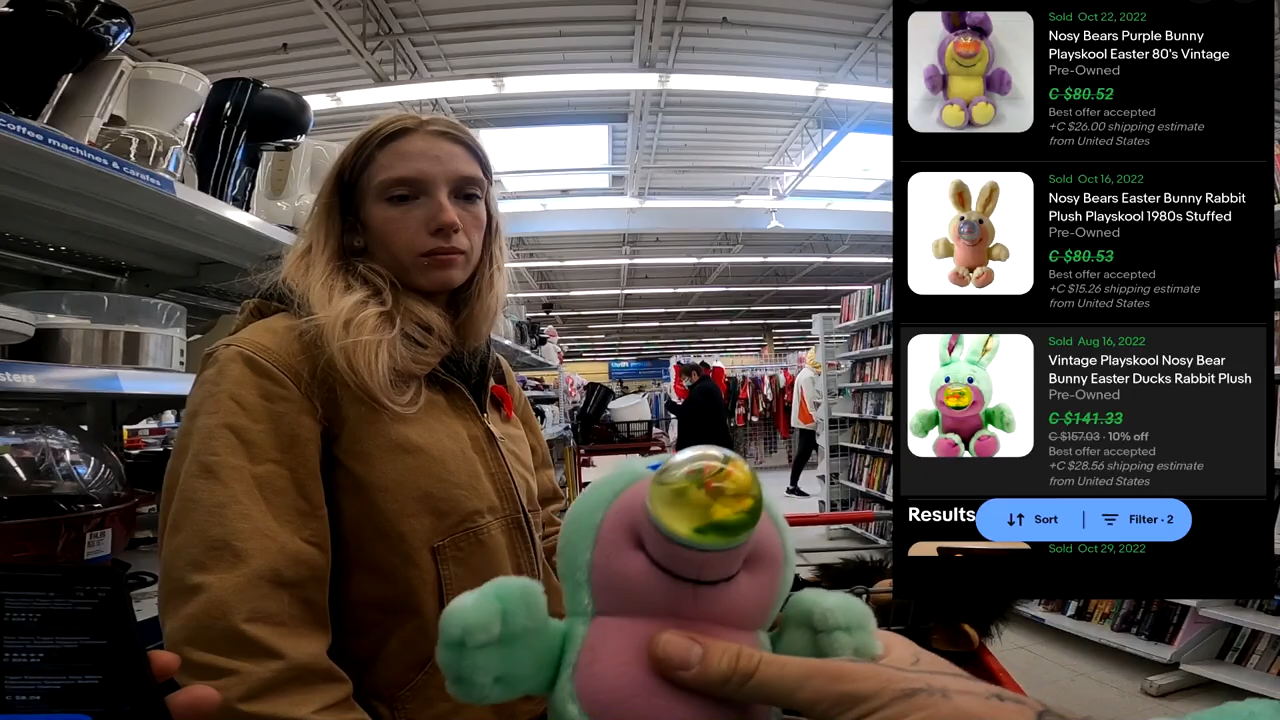 Coffee machines & carafes
sters
Sold Oct 22, 2022
Nosy Bears Purple Bunny
Playskool Easter 80's Vintage
Pre-Owned
C $80.52
Best offer accepted
+C $26.00 shipping estimate
from United States
Sold Oct 16, 2022
Nosy Bears Easter Bunny Rabbit
Plush Playskool 1980s Stuffed
Pre-Owned
C $80.53
Best offer accepted
+C $15.26 shipping estimate
from United States
Sold Aug 16, 2022
Vintage Playskool Nosy Bear
Bunny Easter Ducks Rabbit Plush
Pre-Owned
C $141.33
C $157.03 · 10% off
Best offer accepted
+C $28.56 shipping estimate
from United States
Results
Sort
Filter · 2
Sold Oct 29, 2022